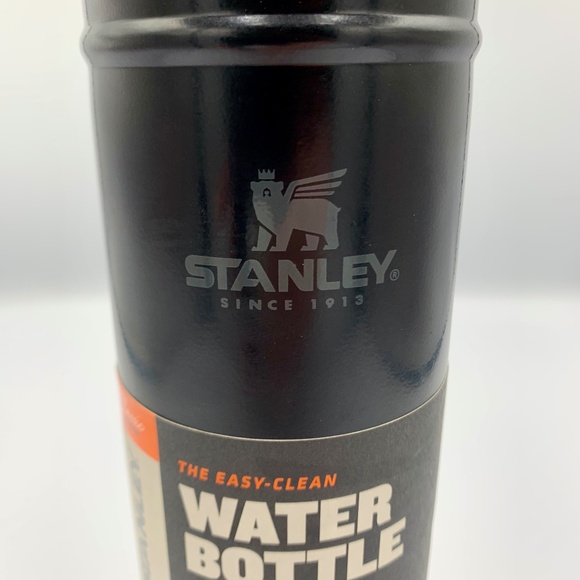 STANLEY®
SINCE 1913
THE EASY-CLEAN
WATER
BOTTLE